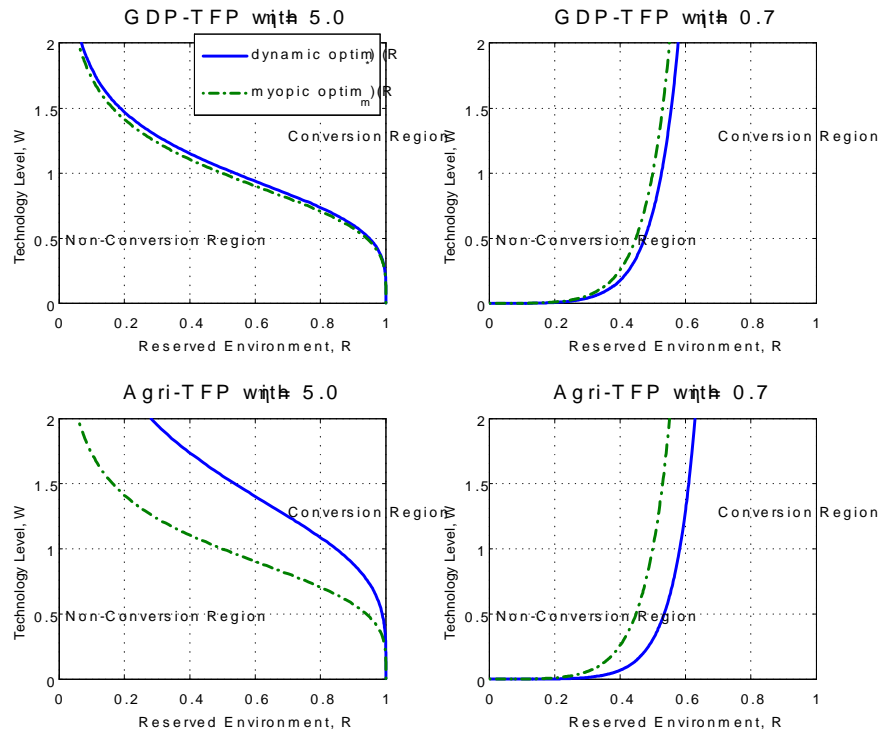 GDP-TFP with η = 5.0
2
1.5
1
0.5
0
Technology Level, W
dynamic optim. (R*)
myopic optim. (Rm)
Conversion Region
Non-Conversion Region
0 0.2 0.4 0.6 0.8 1
Reserved Environment, R
GDP-TFP with η = 0.7
2
1.5
1
0.5
0
Technology Level, W
Conversion Region
Non-Conversion Region
0 0.2 0.4 0.6 0.8 1
Reserved Environment, R
Agri-TFP with η = 5.0
2
1.5
1
0.5
0
Technology Level, W
Conversion Region
Non-Conversion Region
0 0.2 0.4 0.6 0.8 1
Reserved Environment, R
Agri-TFP with η = 0.7
2
1.5
1
0.5
0
Technology Level, W
Conversion Region
Non-Conversion Region
0 0.2 0.4 0.6 0.8 1
Reserved Environment, R